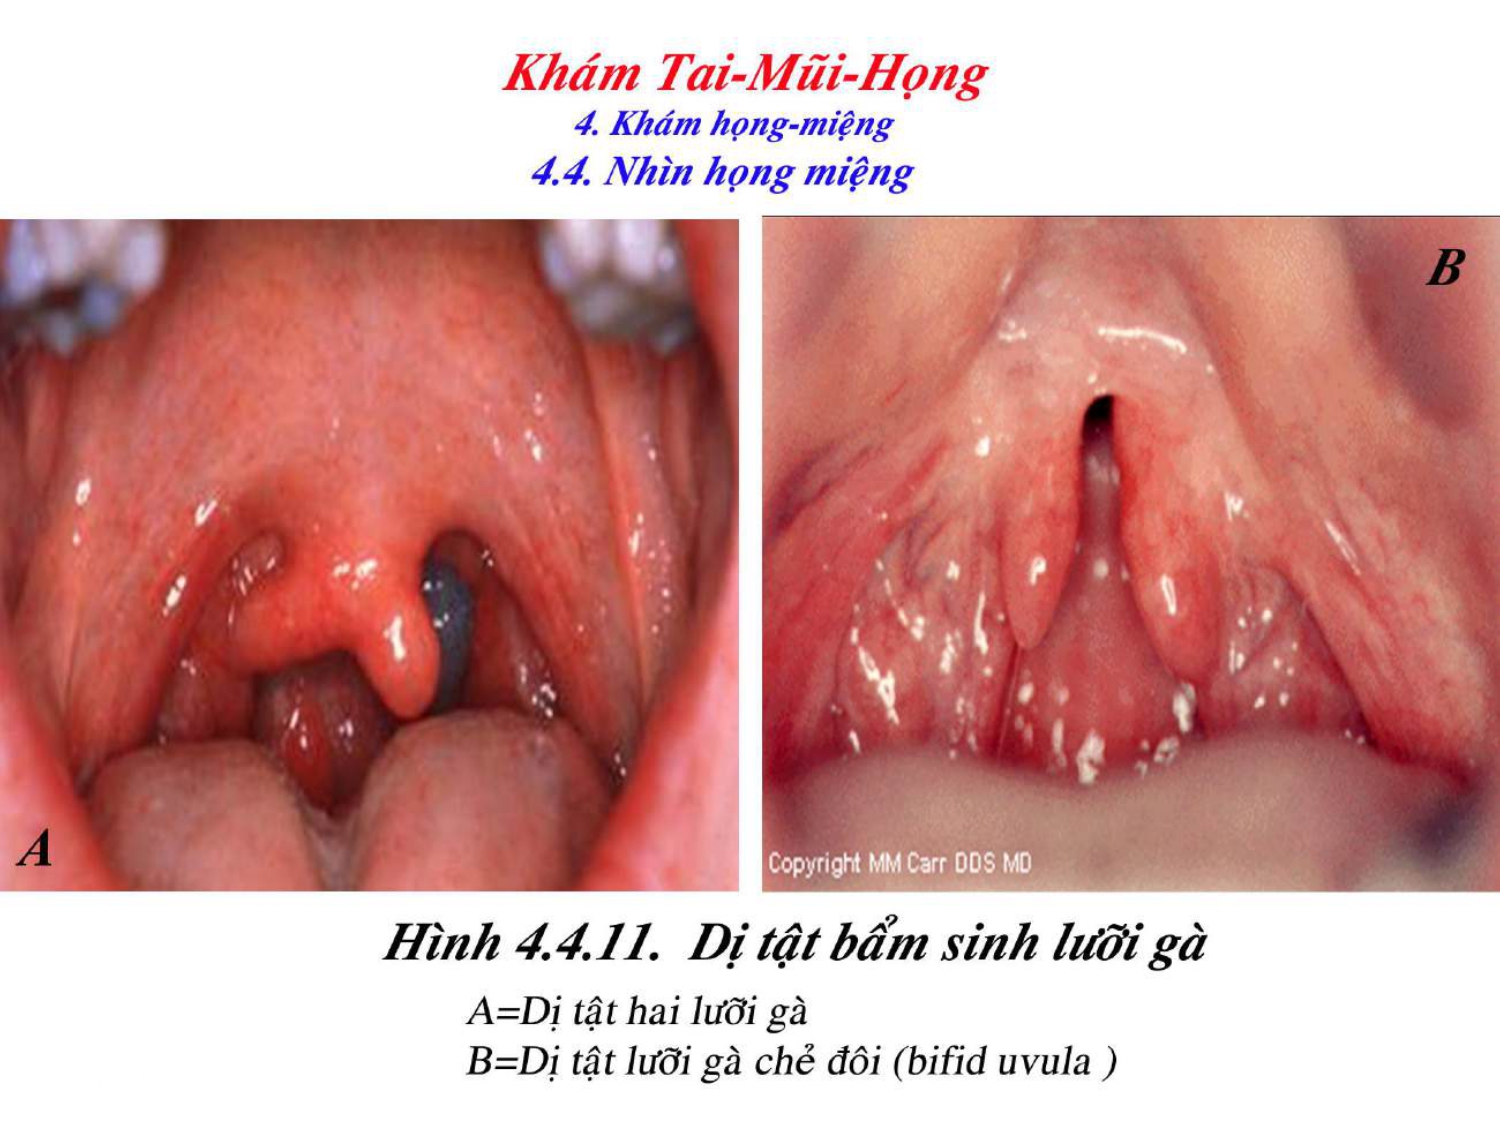 Khám Tai-Mũi-Họng
4. Khám họng-miệng
4.4. Nhìn họng miệng
A
B
Copyright MM Carr DDS MD
Hình 4.4.11. Dị tật bẩm sinh lưỡi gà
A=Dị tật hai lưỡi gà
B=Dị tật lưỡi gà chẻ đôi (bifid uvula )